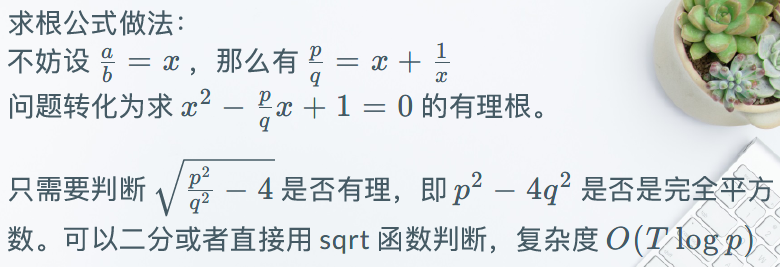 求根公式做法：
不妨设 $\frac{a}{b} = x$ ，那么有 $\frac{p}{q} = x + \frac{1}{x}$
问题转化为求 $x^2 - \frac{p}{q}x + 1 = 0$ 的有理根。
只需要判断 $\sqrt{\frac{p^2}{q^2} - 4}$ 是否有理，即 $p^2 - 4q^2$ 是否是完全平方
数。可以二分或者直接用 sqrt 函数判断，复杂度 $O(T \log p)$